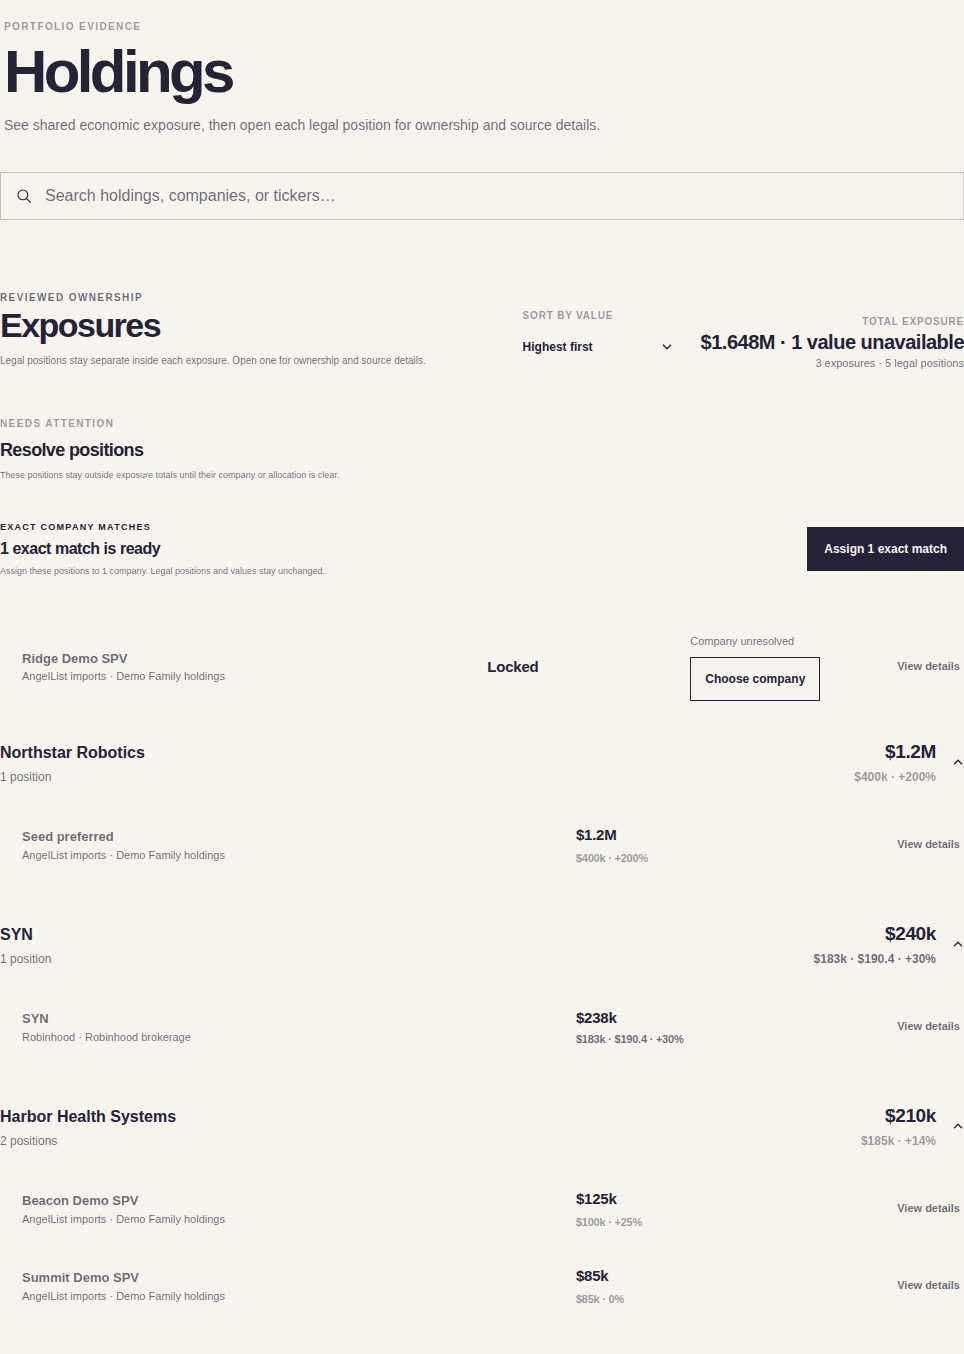 PORTFOLIO EVIDENCE
Holdings
See shared economic exposure, then open each legal position for ownership and source details.
Search holdings, companies, or tickers…
REVIEWED OWNERSHIP
Exposures
Legal positions stay separate inside each exposure. Open one for ownership and source details.
SORT BY VALUE
Highest first
TOTAL EXPOSURE
$1.648M · 1 value unavailable
3 exposures · 5 legal positions
NEEDS ATTENTION
Resolve positions
These positions stay outside exposure totals until their company or allocation is clear.
EXACT COMPANY MATCHES
1 exact match is ready
Assign these positions to 1 company. Legal positions and values stay unchanged.
Assign 1 exact match
Ridge Demo SPV
AngelList imports · Demo Family holdings
Locked
Company unresolved
Choose company
View details
Northstar Robotics
1 position
$1.2M
$400k · +200%
Seed preferred
AngelList imports · Demo Family holdings
$1.2M
$400k · +200%
View details
SYN
1 position
$240k
$183k · $190.4 · +30%
SYN
Robinhood · Robinhood brokerage
$238k
$183k · $190.4 · +30%
View details
Harbor Health Systems
2 positions
$210k
$185k · +14%
Beacon Demo SPV
AngelList imports · Demo Family holdings
$125k
$100k · +25%
View details
Summit Demo SPV
AngelList imports · Demo Family holdings
$85k
$85k · 0%
View details